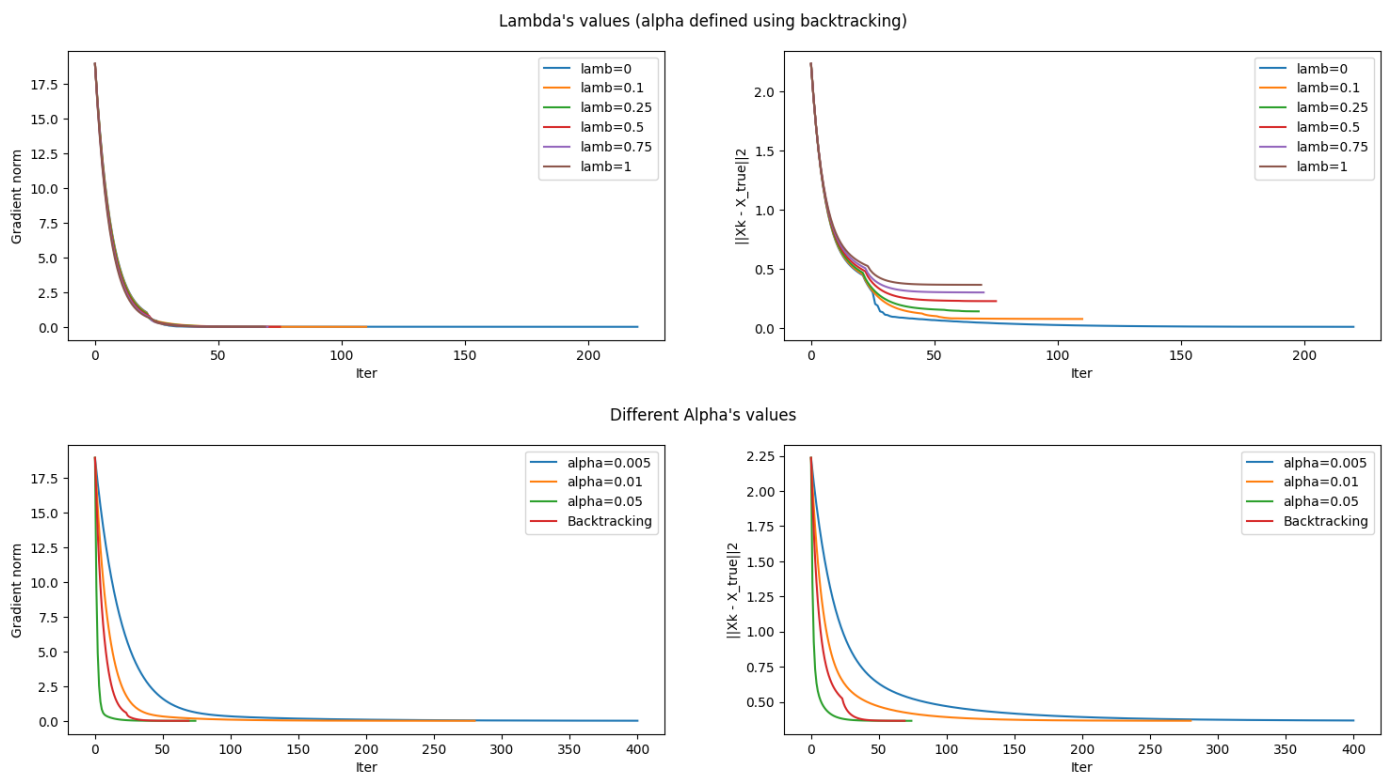 Lambda's values (alpha defined using backtracking)
17.5
15.0
12.5
10.0
7.5
5.0
2.5
0.0
Gradient norm
0
50
100
150
200
Iter
lamb=0
lamb=0.1
lamb=0.25
lamb=0.5
lamb=0.75
lamb=1
2.0
1.5
1.0
0.5
0.0
||Xk - X_true||2
0
50
100
150
200
Iter
lamb=0
lamb=0.1
lamb=0.25
lamb=0.5
lamb=0.75
lamb=1
Different Alpha's values
17.5
15.0
12.5
10.0
7.5
5.0
2.5
0.0
Gradient norm
0
50
100
150
200
250
300
350
400
Iter
alpha=0.005
alpha=0.01
alpha=0.05
Backtracking
2.25
2.00
1.75
1.50
1.25
1.00
0.75
0.50
||Xk - X_true||2
0
50
100
150
200
250
300
350
400
Iter
alpha=0.005
alpha=0.01
alpha=0.05
Backtracking